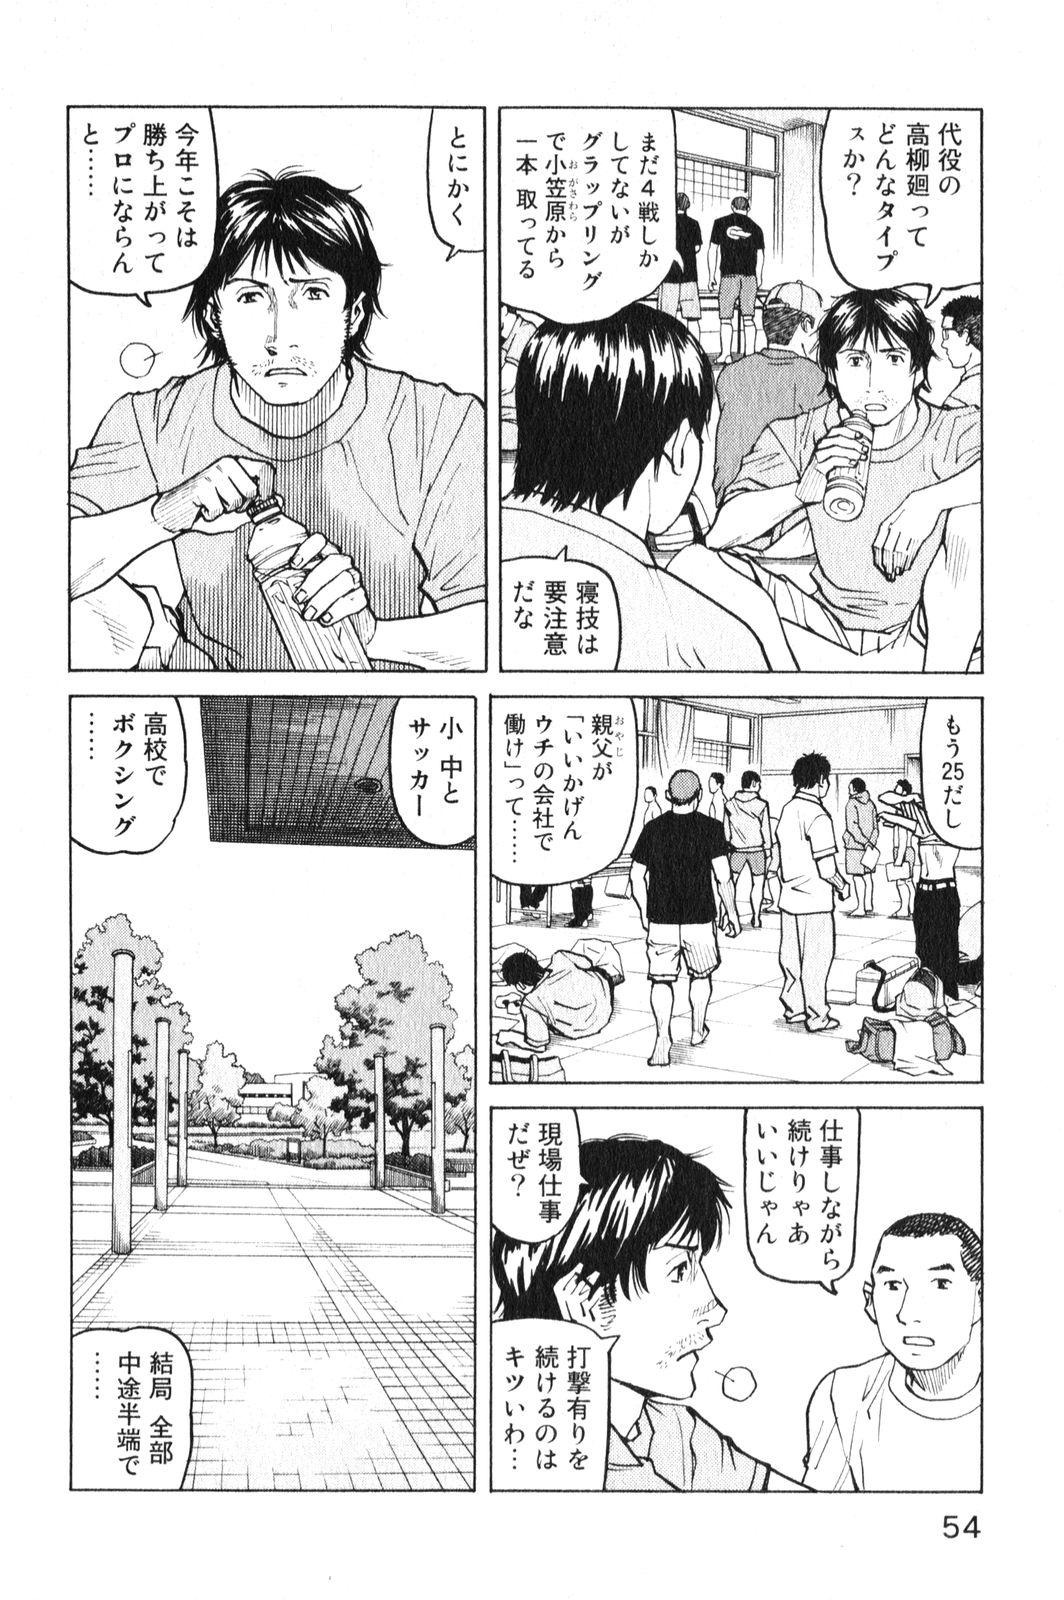 代役の
高柳廻って
どんなタイプ
スか？
まだ４戦しか
してないが
グラップリング
で小笠原から
おがさわら
一本 取ってる
寝技は
要注意
だな
とにかく
今年こそは
勝ち上がって
プロにならん
と……
もう25だし
親父が
おやじ
「いいかげん
ウチの会社で
働け」って……
仕事しながら
続けりゃあ
いいじゃん
現場仕事
だぜ？
打撃有りを
続けるのは
キツいわ…
小 中と
サッカー
高校で
ボクシング
……
結局 全部
中途半端で
……
54